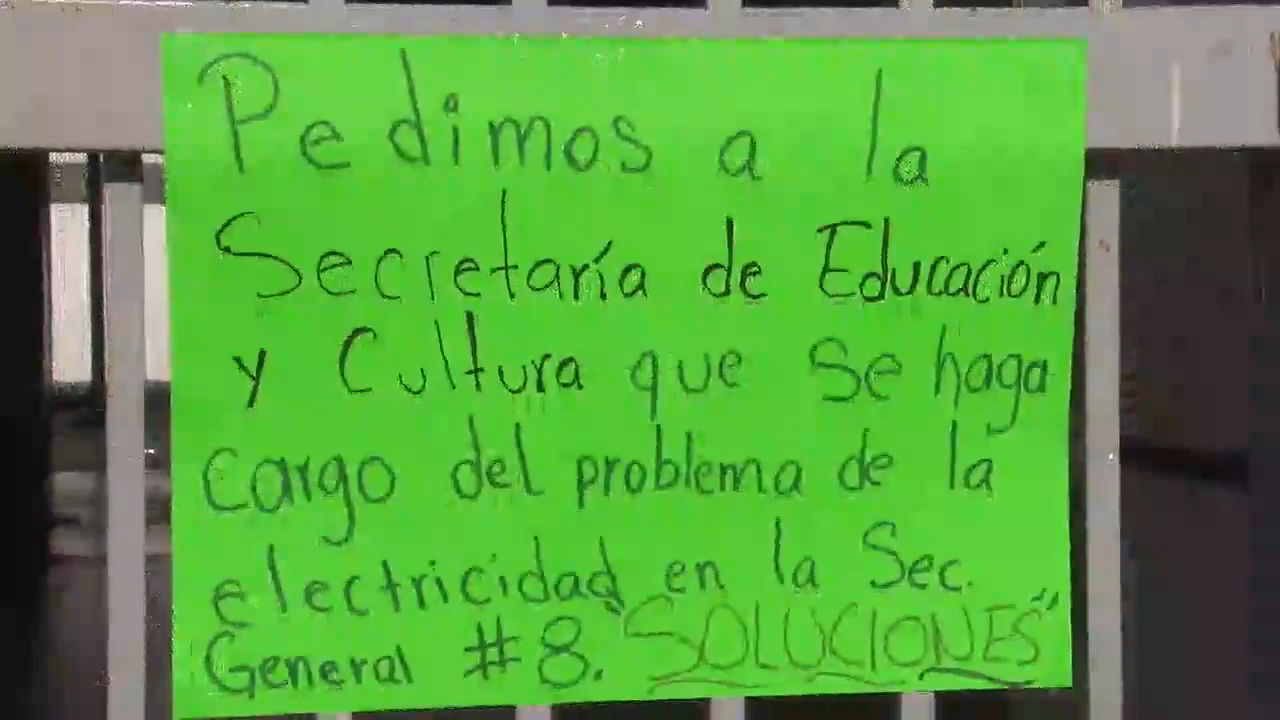 Pedimos a la
Secretaría de Educación
y Cultura que se haga
cargo del problema de la
electricidad en la Sec.
General #8. "SOLUCIONES"